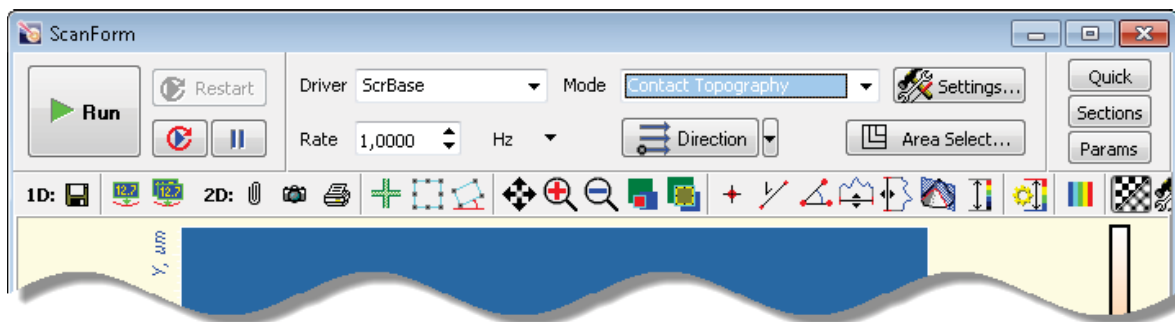 ScanForm
Run
Restart
Driver ScrBase Mode Contact Topography Settings...
Rate 1,0000 Hz Direction Area Select...
Quick
Sections
Params
1D: 12.7 12.7 2D:
Y, um